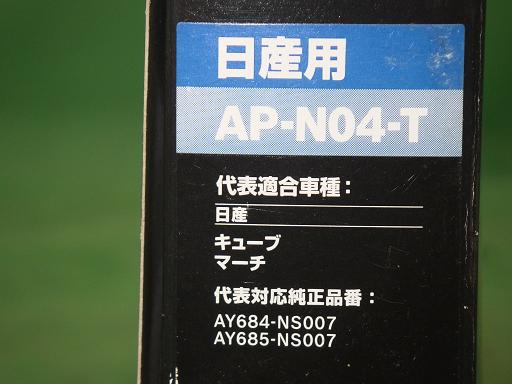 日産用
AP-N04-T
代表適合車種：
日産
キューブ
マーチ
代表対応純正品番：
AY684-NS007
AY685-NS007